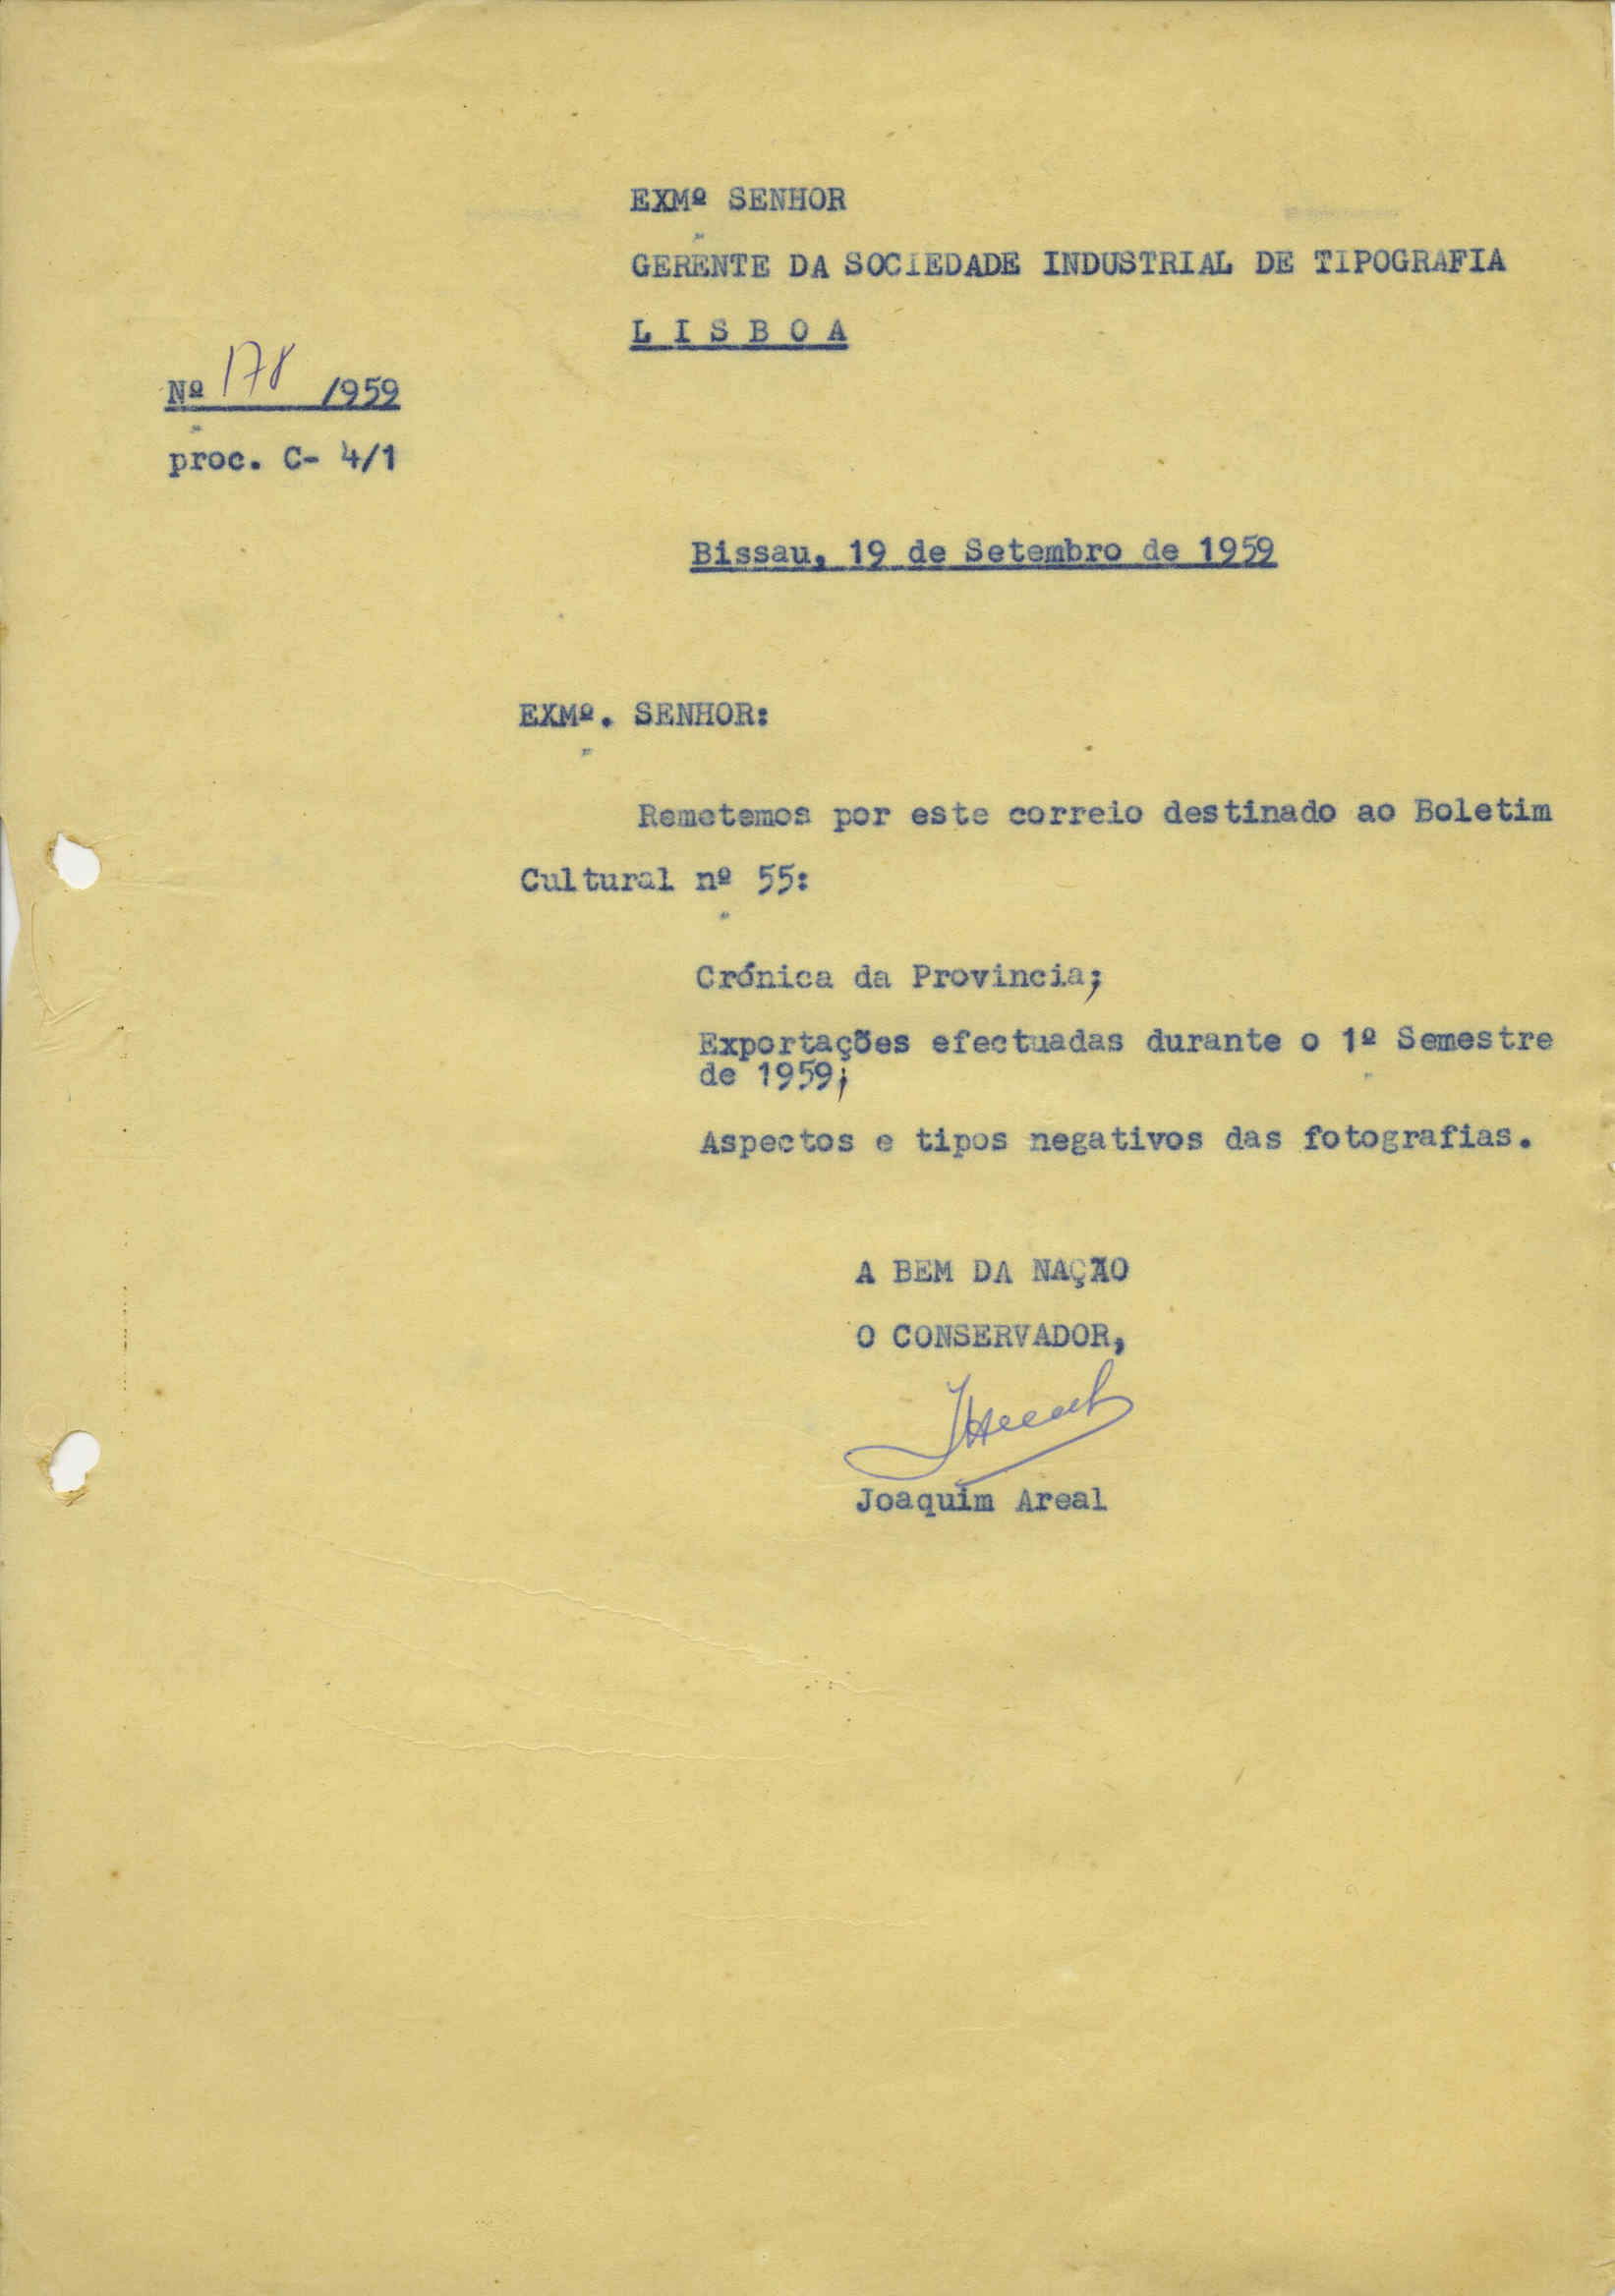 EXMº SENHOR
GERENTE DA SOCIEDADE INDUSTRIAL DE TIPOGRAFIA
L I S B O A
Nº 178 /959
proc. C- 4/1
Bissau, 19 de Setembro de 1959
EXMº. SENHOR:
Remetemos por este correio destinado ao Boletim
Cultural nº 55:
Crónica da Provincia;
Exportações efectuadas durante o 1º Semestre
de 1959;
Aspectos e tipos negativos das fotografias.
A BEM DA NAÇÃO
O CONSERVADOR,
Joaquim Areal